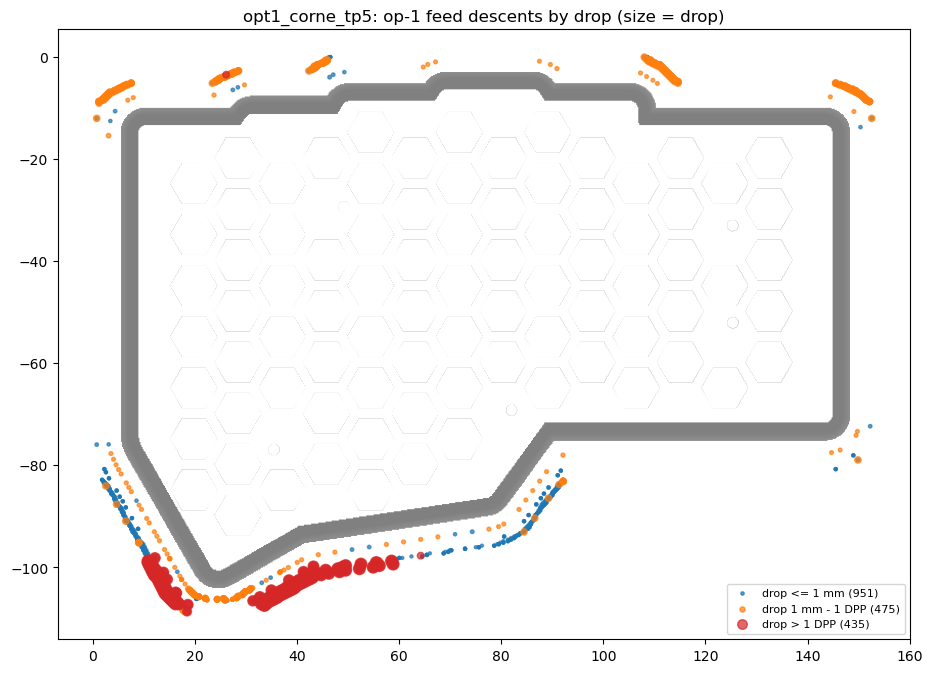 opt1_corne_tp5: op-1 feed descents by drop (size = drop)
0
−20
−40
−60
−80
−100
0 20 40 60 80 100 120 140 160
drop <= 1 mm (951)
drop 1 mm - 1 DPP (475)
drop > 1 DPP (435)